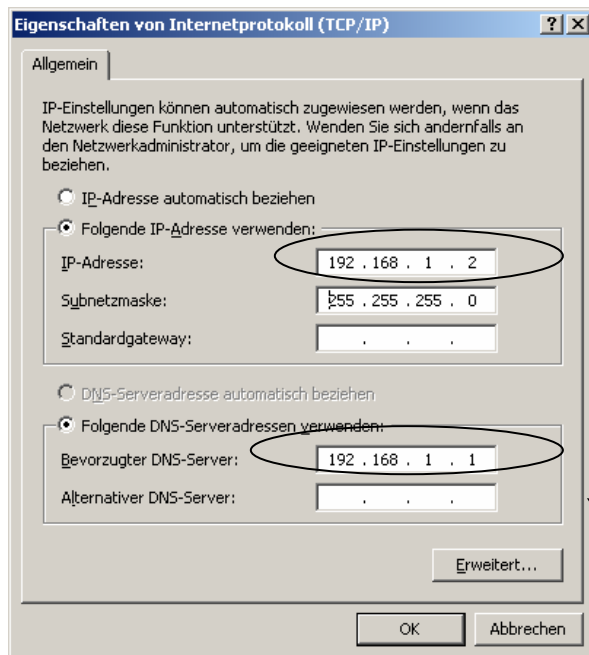 Eigenschaften von Internetprotokoll (TCP/IP)
Allgemein
IP-Einstellungen können automatisch zugewiesen werden, wenn das
Netzwerk diese Funktion unterstützt. Wenden Sie sich andernfalls an
den Netzwerkadministrator, um die geeigneten IP-Einstellungen zu
beziehen.
IP-Adresse automatisch beziehen
Folgende IP-Adresse verwenden:
IP-Adresse: 192 . 168 . 1 . 2
Subnetzmaske: 255 . 255 . 255 . 0
Standardgateway: . . .
DNS-Serveradresse automatisch beziehen
Folgende DNS-Serveradressen verwenden:
Bevorzugter DNS-Server: 192 . 168 . 1 . 1
Alternativer DNS-Server: . . .
Erweitert...
OK Abbrechen